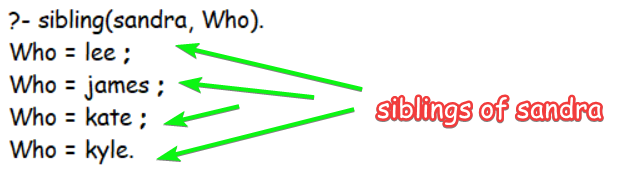 ?- sibling(sandra, Who).
Who = lee ;
Who = james ;
Who = kate ;
Who = kyle.
siblings of sandra